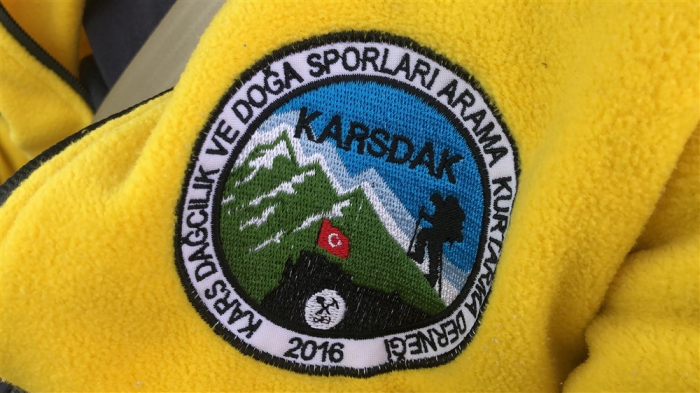 KARS DAĞCILIK VE DOĞA SPORLARI ARAMA KURTARMA DERNEĞİ
KARSDAK
2016